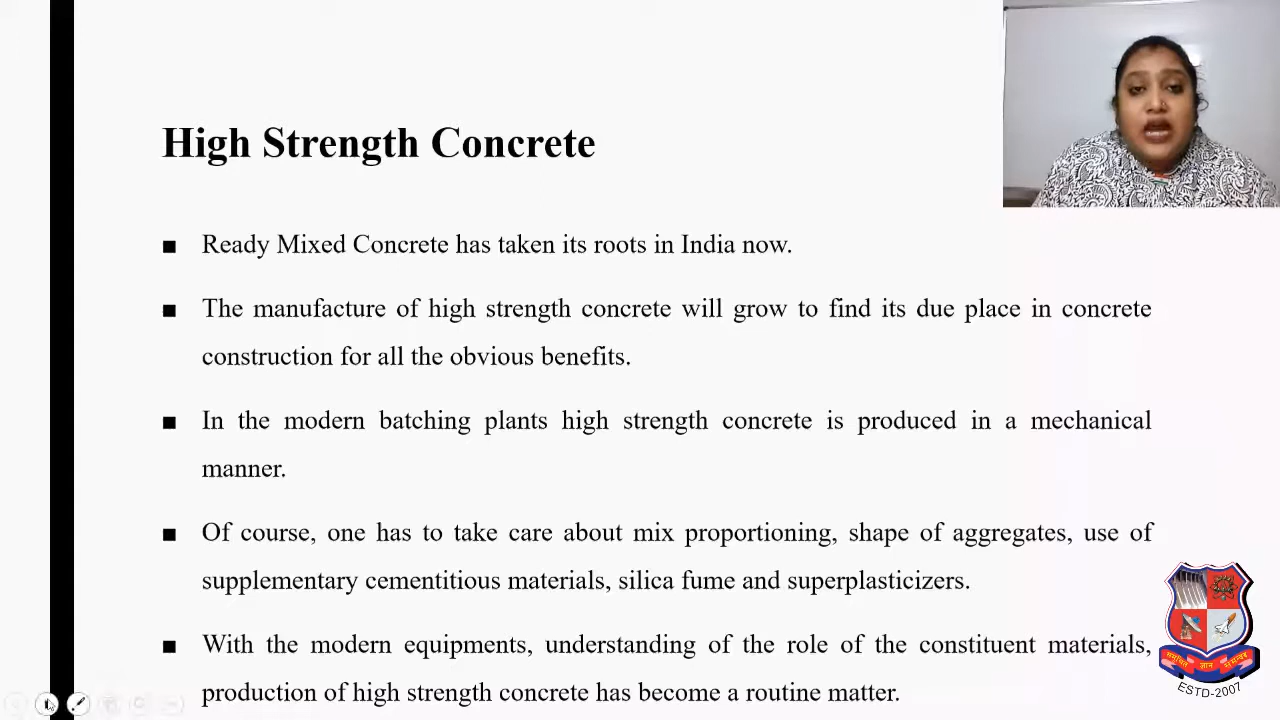 High Strength Concrete
■ Ready Mixed Concrete has taken its roots in India now.
■ The manufacture of high strength concrete will grow to find its due place in concrete
construction for all the obvious benefits.
■ In the modern batching plants high strength concrete is produced in a mechanical
manner.
■ Of course, one has to take care about mix proportioning, shape of aggregates, use of
supplementary cementitious materials, silica fume and superplasticizers.
■ With the modern equipments, understanding of the role of the constituent materials,
production of high strength concrete has become a routine matter.
ज्ञान
ESTD-2007